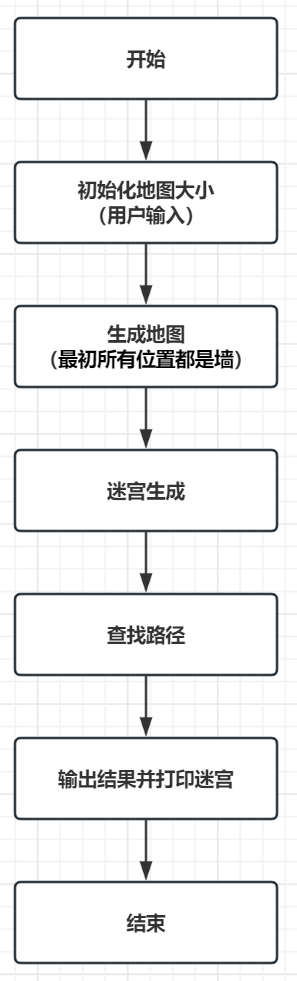 开始
初始化地图大小
（用户输入）
生成地图
（最初所有位置都是墙）
迷宫生成
查找路径
输出结果并打印迷宫
结束